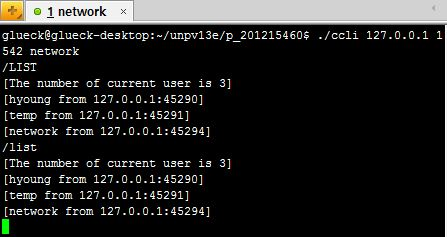 1 network
glueck@glueck-desktop:~/unpv13e/p_201215460$ ./ccli 127.0.0.1 1
542 network
/LIST
[The number of current user is 3]
[hyoung from 127.0.0.1:45290]
[temp from 127.0.0.1:45291]
[network from 127.0.0.1:45294]
/list
[The number of current user is 3]
[hyoung from 127.0.0.1:45290]
[temp from 127.0.0.1:45291]
[network from 127.0.0.1:45294]